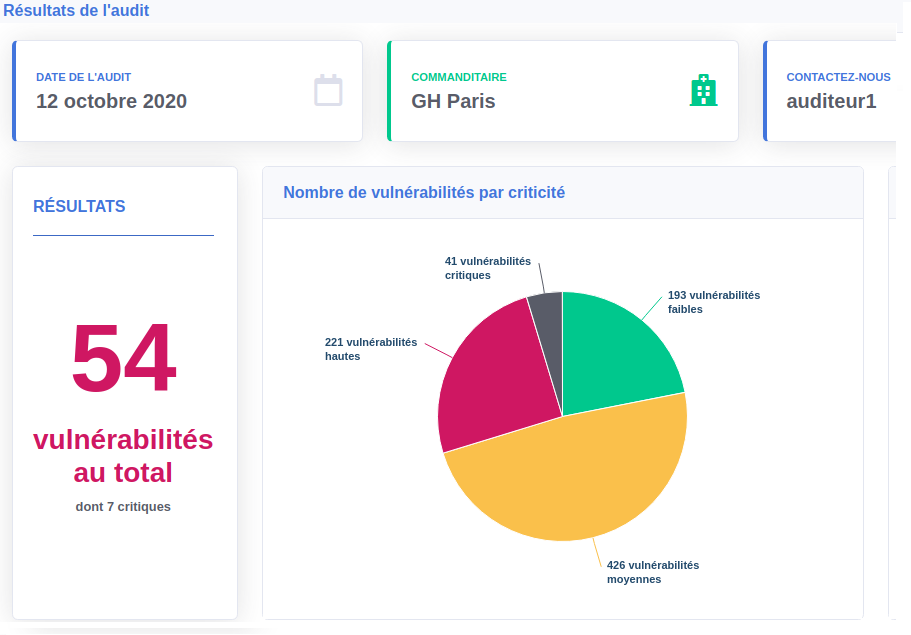 Résultats de l'audit
DATE DE L'AUDIT
12 octobre 2020
COMMANDITAIRE
GH Paris
CONTACTEZ-NOUS
auditeur1
RÉSULTATS
54
vulnérabilités
au total
dont 7 critiques
Nombre de vulnérabilités par criticité
41 vulnérabilités
critiques
193 vulnérabilités
faibles
221 vulnérabilités
hautes
426 vulnérabilités
moyennes